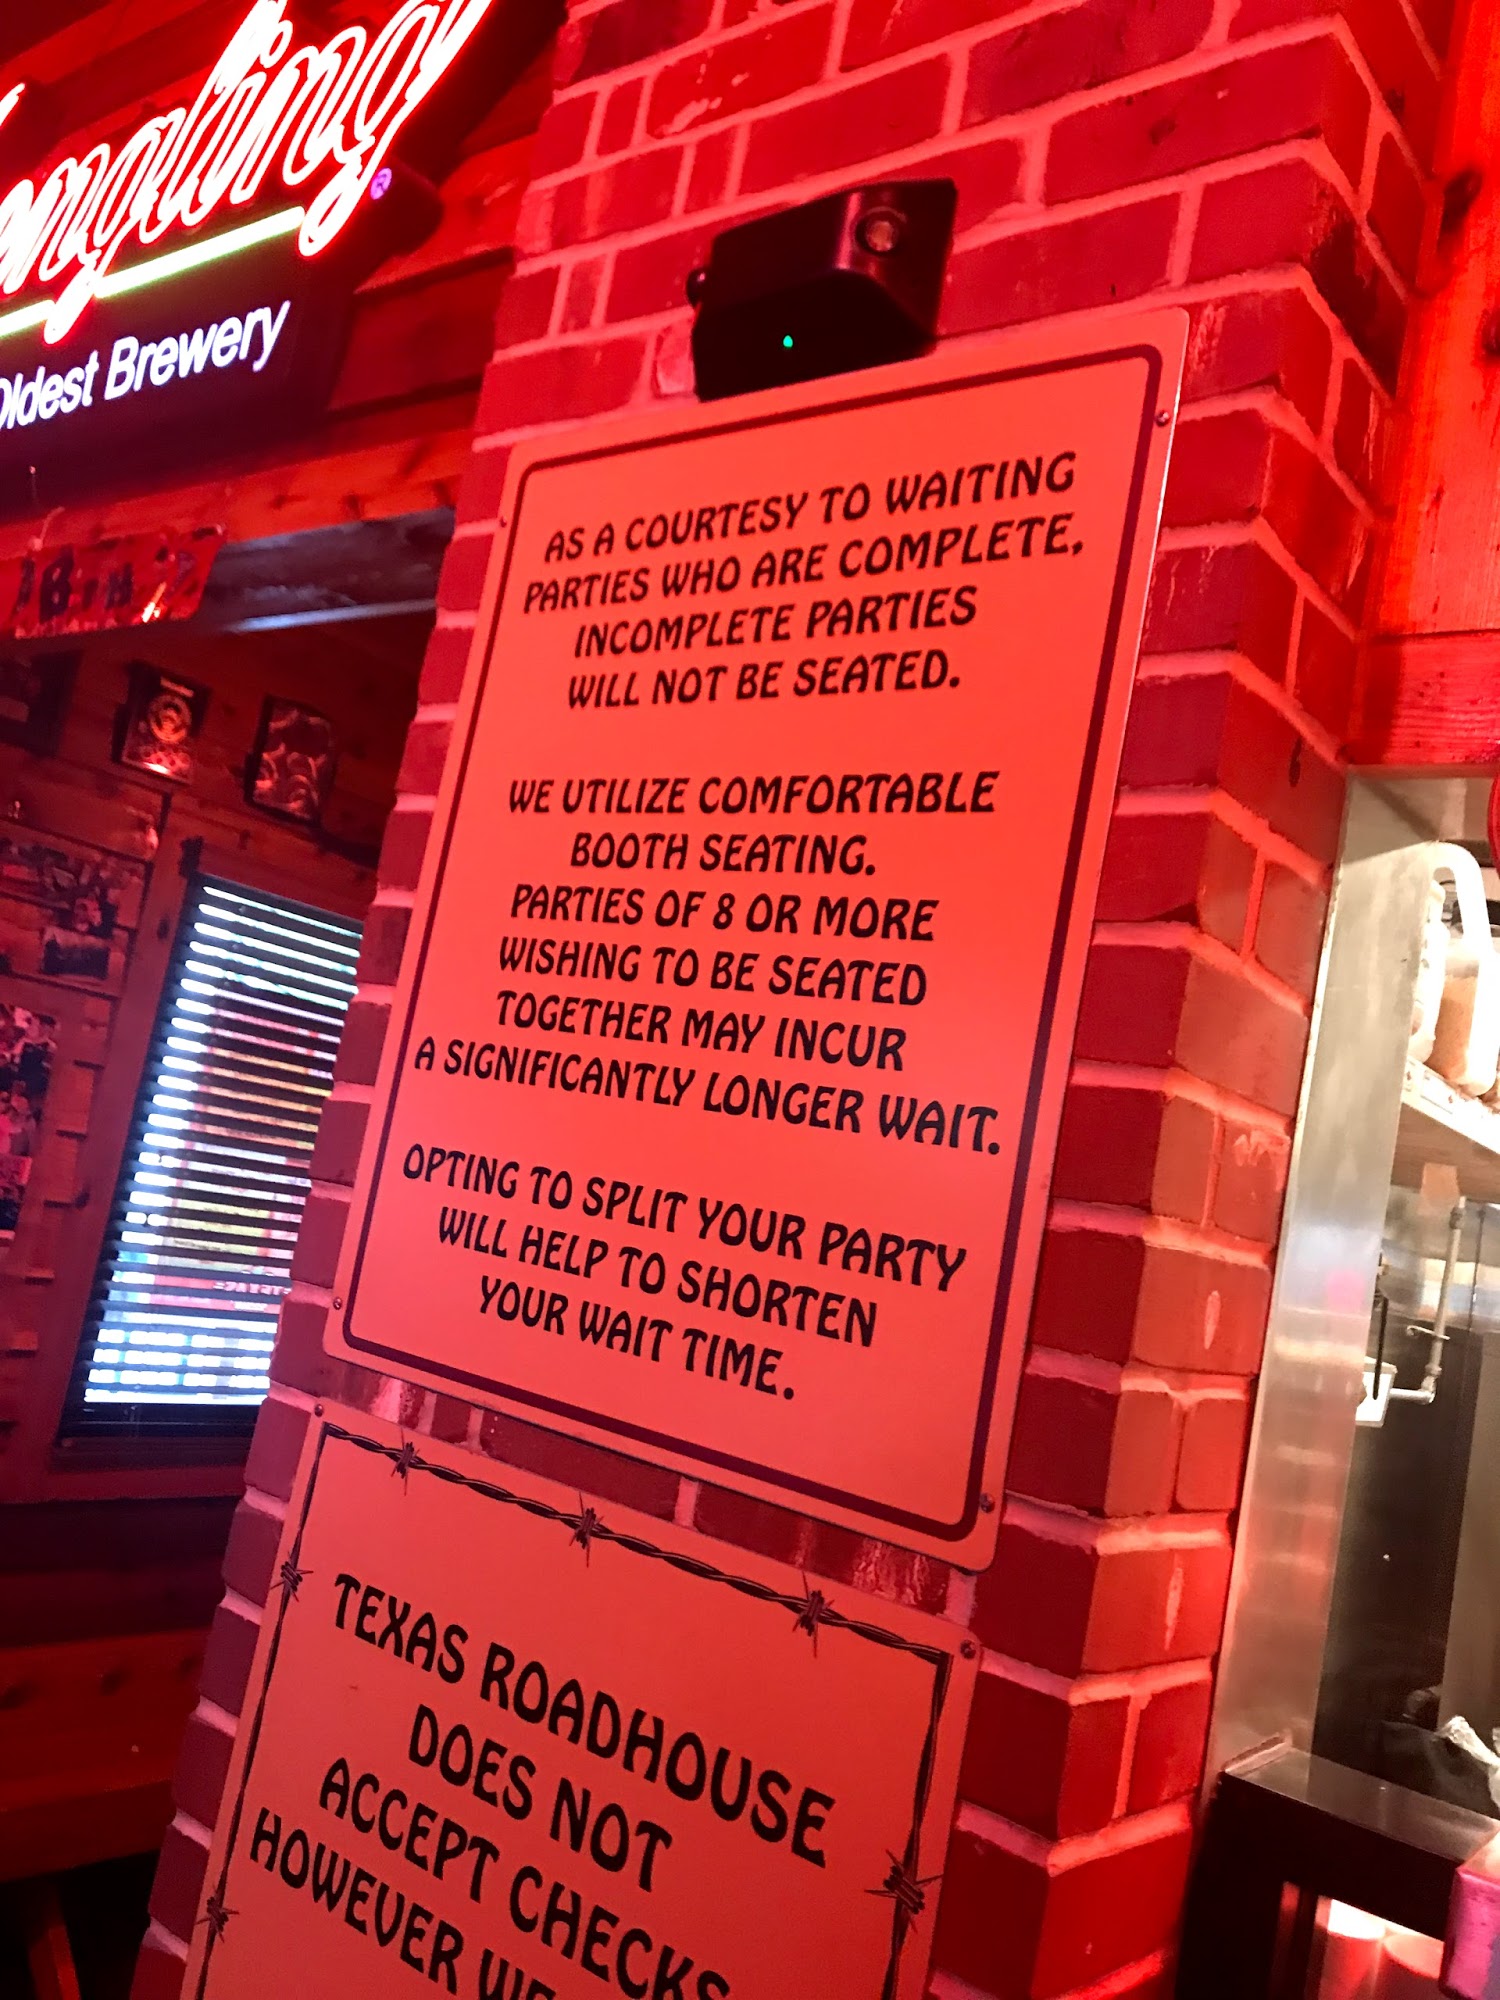 Oldest Brewery
AS A COURTESY TO WAITING
PARTIES WHO ARE COMPLETE,
INCOMPLETE PARTIES
WILL NOT BE SEATED.
WE UTILIZE COMFORTABLE
BOOTH SEATING.
PARTIES OF 8 OR MORE
WISHING TO BE SEATED
TOGETHER MAY INCUR
A SIGNIFICANTLY LONGER WAIT.
OPTING TO SPLIT YOUR PARTY
WILL HELP TO SHORTEN
YOUR WAIT TIME.
TEXAS ROADHOUSE
DOES NOT
ACCEPT CHECKS
HOWEVER WE